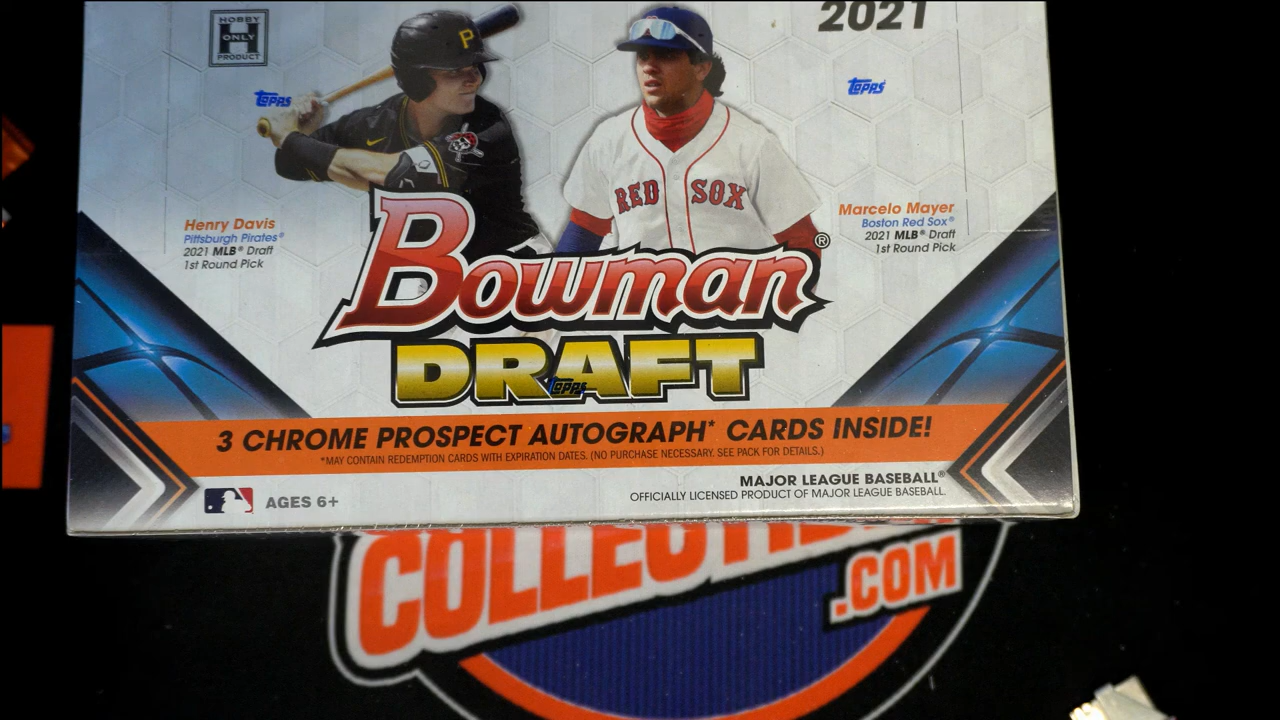 HOBBY
H
ONLY
PRODUCT
2021
P
TOPPS
TOPPS
RED SOX
Henry Davis
Pittsburgh Pirates®
2021 MLB® Draft
1st Round Pick
Marcelo Mayer
Boston Red Sox®
2021 MLB® Draft
1st Round Pick
Bowman®
DRAFT
TOPPS
3 CHROME PROSPECT AUTOGRAPH* CARDS INSIDE!
*MAY CONTAIN REDEMPTION CARDS WITH EXPIRATION DATES. (NO PURCHASE NECESSARY. SEE PACK FOR DETAILS.)
AGES 6+
MAJOR LEAGUE BASEBALL®
OFFICIALLY LICENSED PRODUCT OF MAJOR LEAGUE BASEBALL.
.COM